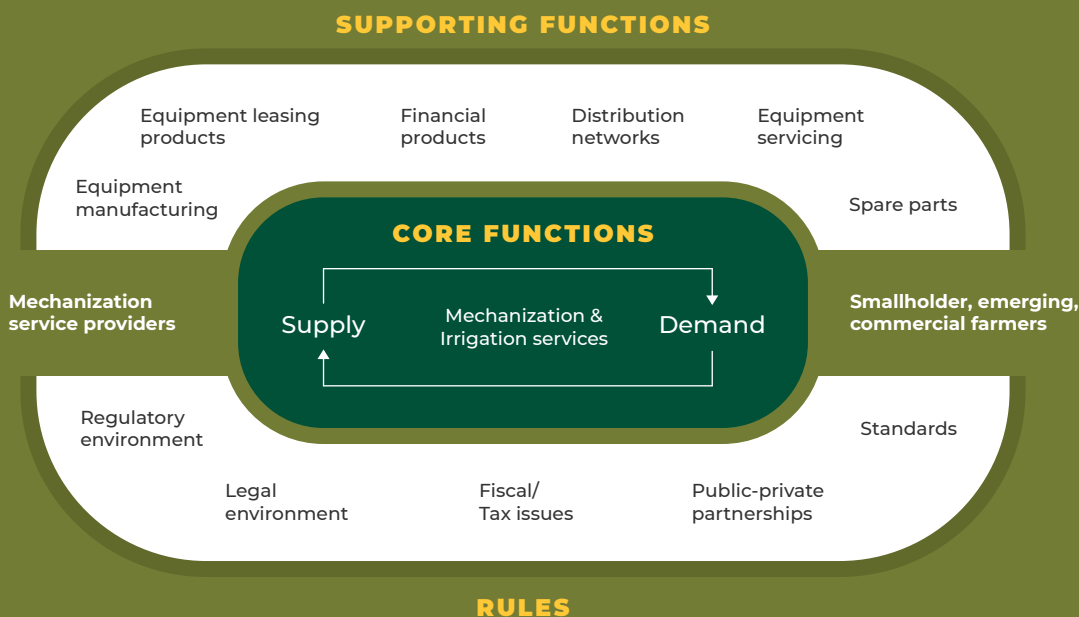 SUPPORTING FUNCTIONS
Equipment leasing
products
Financial
products
Distribution
networks
Equipment
servicing
Equipment
manufacturing
Spare parts
CORE FUNCTIONS
Mechanization
service providers
Supply
Mechanization &
Irrigation services
Demand
Smallholder, emerging,
commercial farmers
Regulatory
environment
Standards
Legal
environment
Fiscal/
Tax issues
Public-private
partnerships
RULES